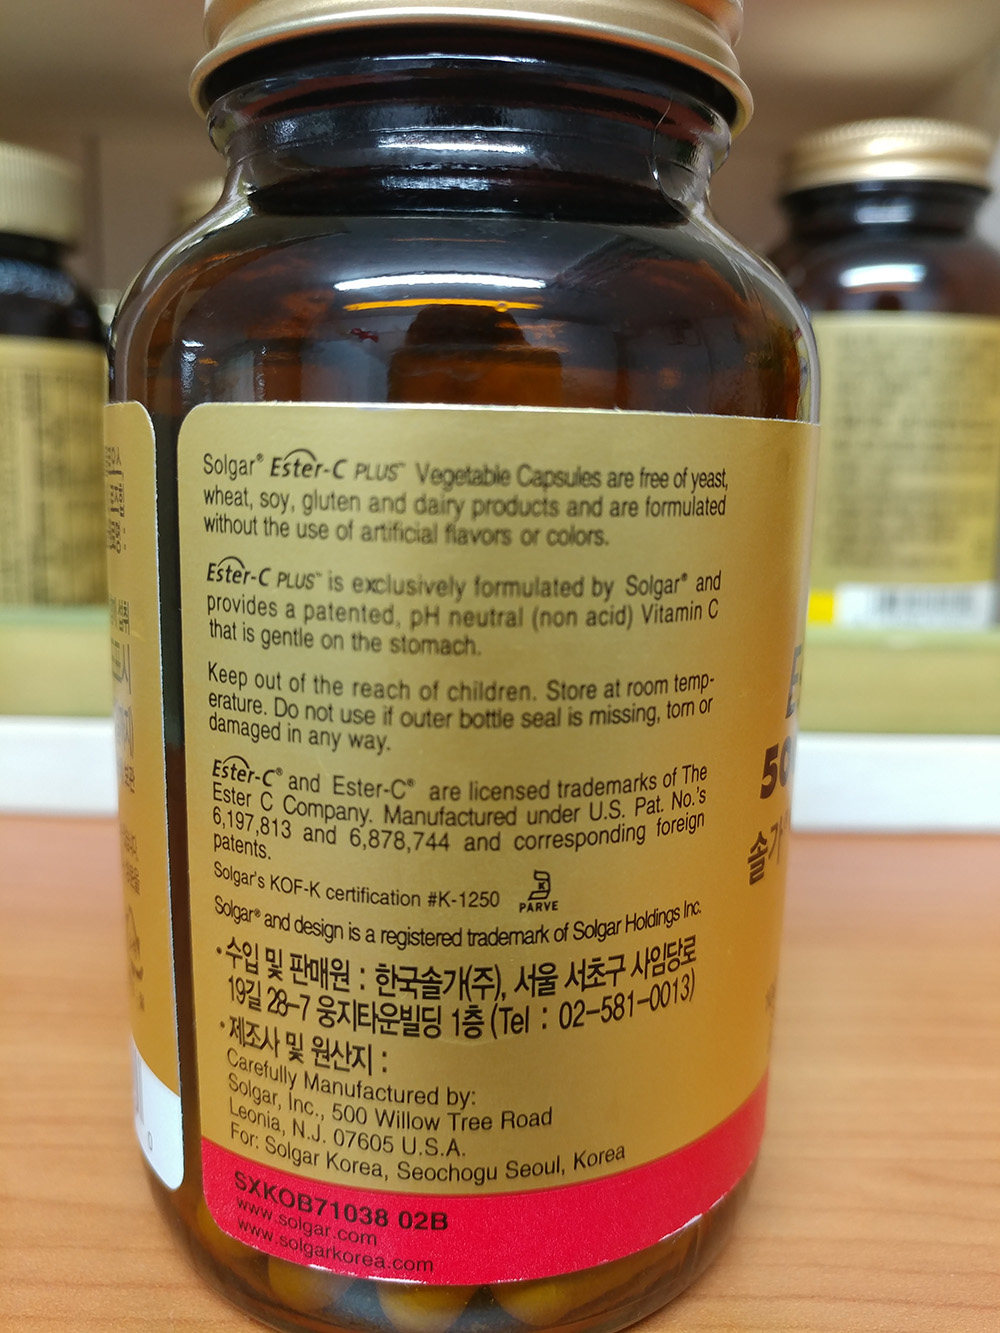 Solgar® Ester-C PLUS™ Vegetable Capsules are free of yeast,
wheat, soy, gluten and dairy products and are formulated
without the use of artificial flavors or colors.
Ester-C PLUS™ is exclusively formulated by Solgar® and
provides a patented, pH neutral (non acid) Vitamin C
that is gentle on the stomach.
Keep out of the reach of children. Store at room temp-
erature. Do not use if outer bottle seal is missing, torn or
damaged in any way.
Ester-C® and Ester-C® are licensed trademarks of The
Ester C Company. Manufactured under U.S. Pat. No.'s
6,197,813 and 6,878,744 and corresponding foreign
patents.
Solgar's KOF-K certification #K-1250
K
PARVE
Solgar® and design is a registered trademark of Solgar Holdings Inc.
·수입 및 판매원 : 한국솔가(주), 서울 서초구 사임당로
19길 28-7 웅지타운빌딩 1층 (Tel : 02-581-0013)
·제조사 및 원산지 :
Carefully Manufactured by:
Solgar, Inc., 500 Willow Tree Road
Leonia, N.J. 07605 U.S.A.
For: Solgar Korea, Seochogu Seoul, Korea
SXKOB71038 02B
www.solgar.com
www.solgarkorea.com
50
솔가